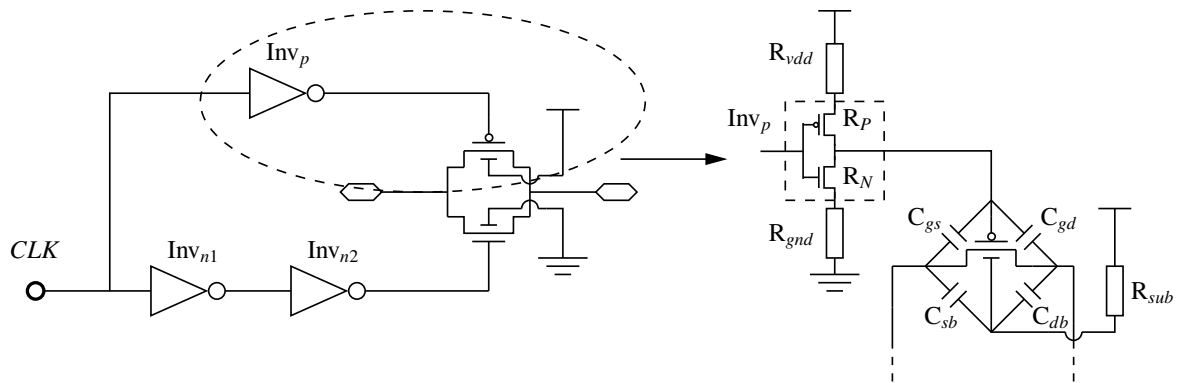 Inv_p
CLK
Inv_n1
Inv_n2
R_vdd
Inv_p
R_P
R_N
R_gnd
C_gs
C_gd
C_sb
C_db
R_sub